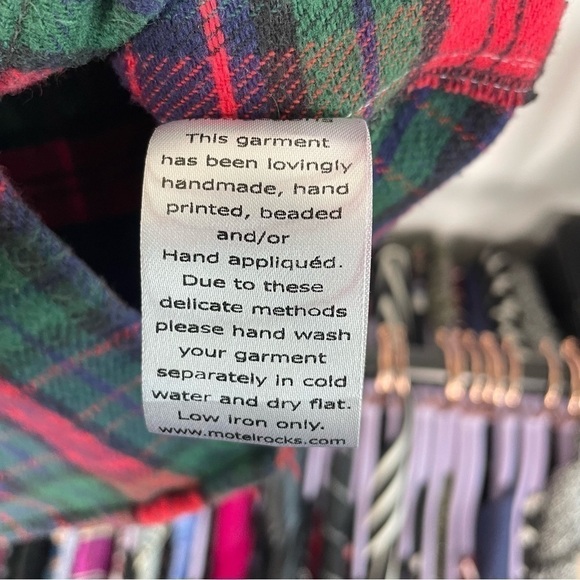 This garment
has been lovingly
handmade, hand
printed, beaded
and/or
Hand appliquéd.
Due to these
delicate methods
please hand wash
your garment
separately in cold
water and dry flat.
Low iron only.
www.motelrocks.com